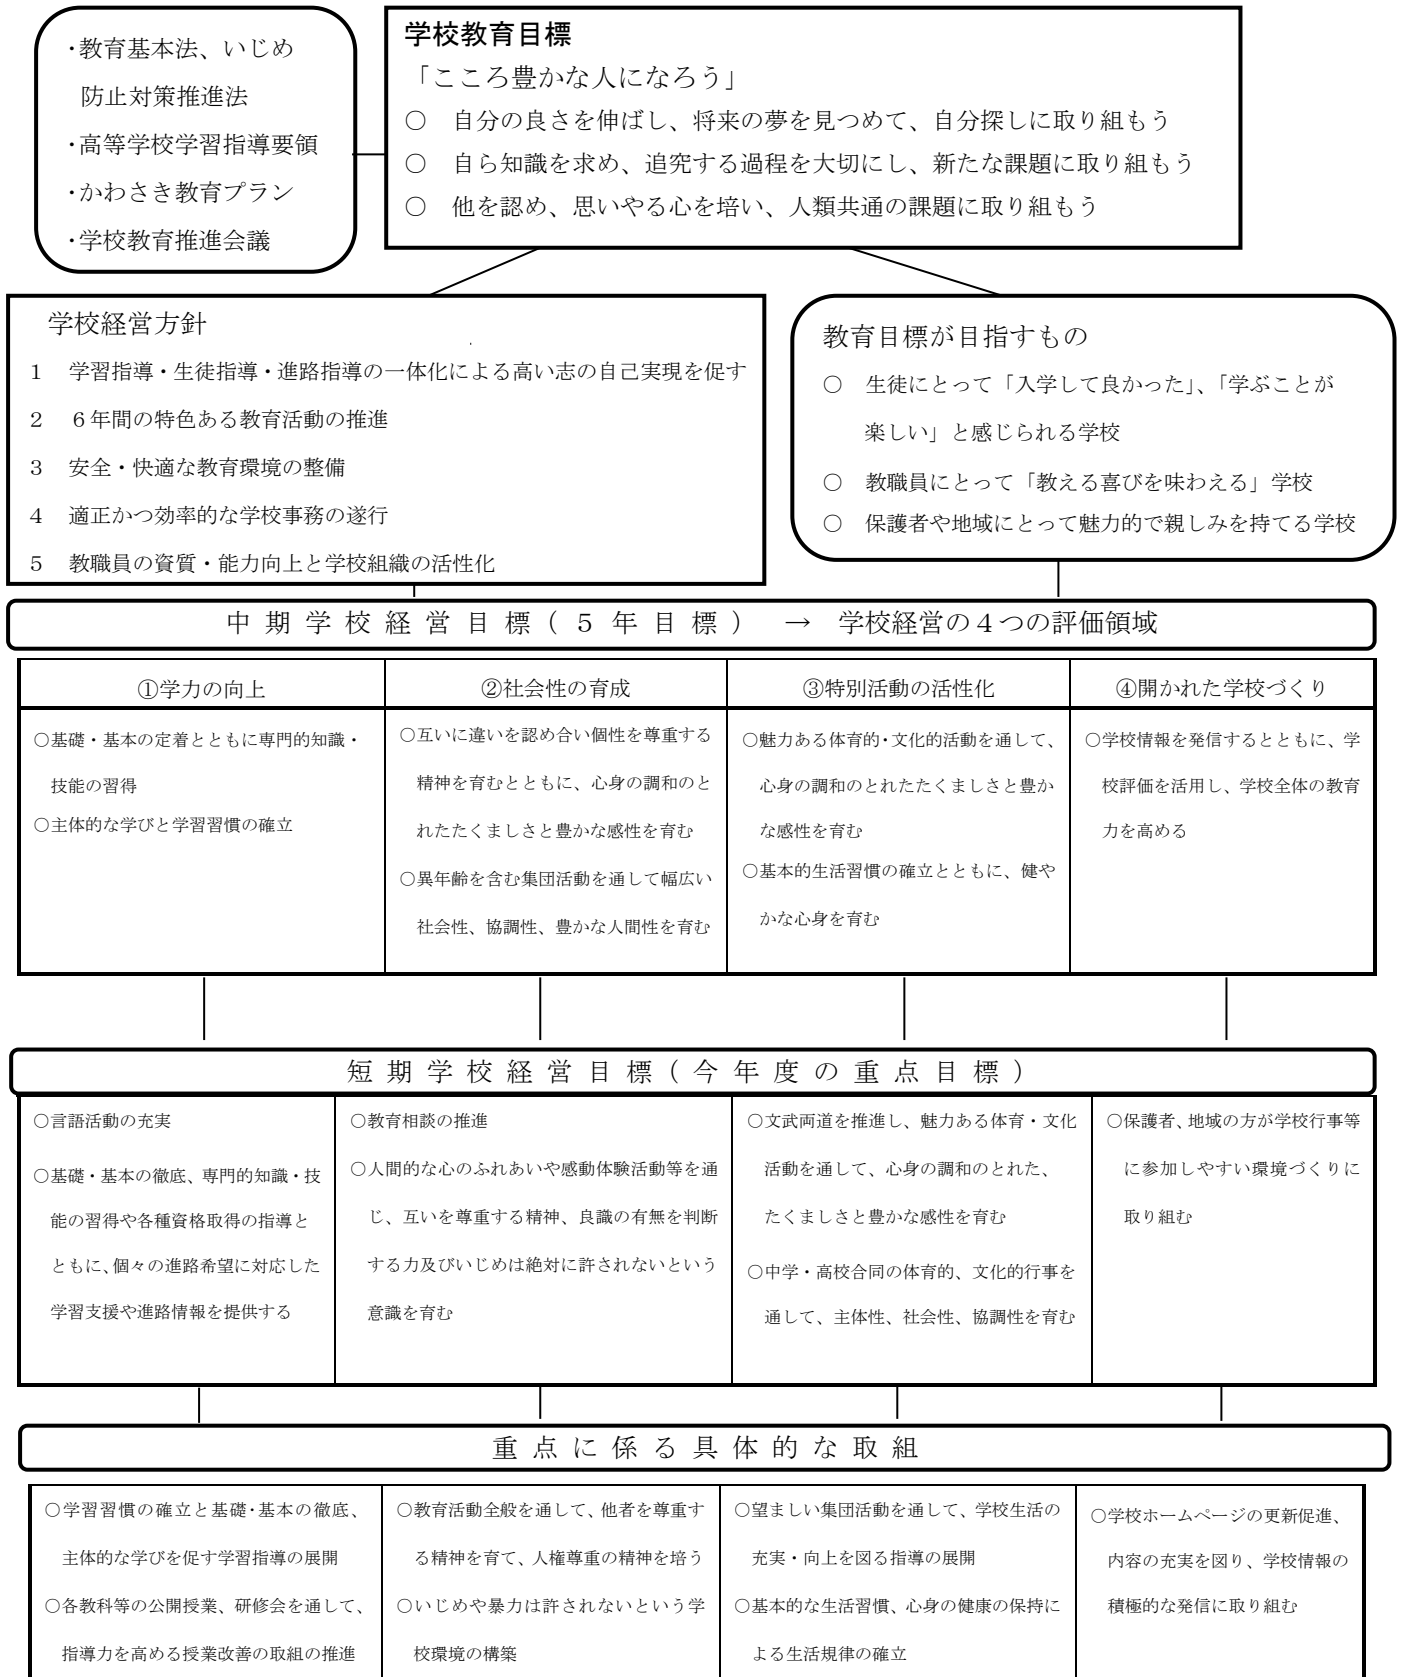 ・教育基本法、いじめ
防止対策推進法
・高等学校学習指導要領
・かわさき教育プラン
・学校教育推進会議
学校教育目標
「こころ豊かな人になろう」
○　自分の良さを伸ばし、将来の夢を見つめて、自分探しに取り組もう
○　自ら知識を求め、追究する過程を大切にし、新たな課題に取り組もう
○　他を認め、思いやる心を培い、人類共通の課題に取り組もう
学校経営方針
１　学習指導・生徒指導・進路指導の一体化による高い志の自己実現を促す
２　６年間の特色ある教育活動の推進
３　安全・快適な教育環境の整備
４　適正かつ効率的な学校事務の遂行
５　教職員の資質・能力向上と学校組織の活性化
教育目標が目指すもの
○　生徒にとって「入学して良かった」、「学ぶことが
楽しい」と感じられる学校
○　教職員にとって「教える喜びを味わえる」学校
○　保護者や地域にとって魅力的で親しみを持てる学校
中期学校経営目標（５年目標）　→　学校経営の４つの評価領域
①学力の向上
○基礎・基本の定着とともに専門的知識・
技能の習得
○主体的な学びと学習習慣の確立
②社会性の育成
○互いに違いを認め合い個性を尊重する
精神を育むとともに、心身の調和のと
れたたくましさと豊かな感性を育む
○異年齢を含む集団活動を通して幅広い
社会性、協調性、豊かな人間性を育む
③特別活動の活性化
○魅力ある体育的・文化的活動を通して、
心身の調和のとれたたくましさと豊か
な感性を育む
○基本的生活習慣の確立とともに、健や
かな心身を育む
④開かれた学校づくり
○学校情報を発信するとともに、学
校評価を活用し、学校全体の教育
力を高める
短期学校経営目標（今年度の重点目標）
○言語活動の充実
○基礎・基本の徹底、専門的知識・技
能の習得や各種資格取得の指導と
ともに、個々の進路希望に対応した
学習支援や進路情報を提供する
○教育相談の推進
○人間的な心のふれあいや感動体験活動等を通
じ、互いを尊重する精神、良識の有無を判断
する力及びいじめは絶対に許されないという
意識を育む
○文武両道を推進し、魅力ある体育・文化
活動を通して、心身の調和のとれた、
たくましさと豊かな感性を育む
○中学・高校合同の体育的、文化的行事を
通して、主体性、社会性、協調性を育む
○保護者、地域の方が学校行事等
に参加しやすい環境づくりに
取り組む
重点に係る具体的な取組
○学習習慣の確立と基礎・基本の徹底、
主体的な学びを促す学習指導の展開
○各教科等の公開授業、研修会を通して、
指導力を高める授業改善の取組の推進
○教育活動全般を通して、他者を尊重す
る精神を育て、人権尊重の精神を培う
○いじめや暴力は許されないという学
校環境の構築
○望ましい集団活動を通して、学校生活の
充実・向上を図る指導の展開
○基本的な生活習慣、心身の健康の保持に
よる生活規律の確立
○学校ホームページの更新促進、
内容の充実を図り、学校情報の
積極的な発信に取り組む